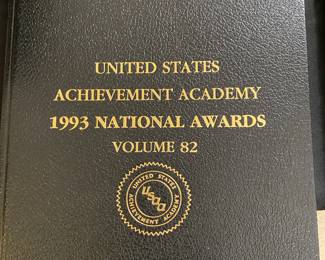 UNITED STATES
ACHIEVEMENT ACADEMY
1993 NATIONAL AWARDS
VOLUME 82
UNITED STATES
USAA
ACHIEVEMENT ACADEMY